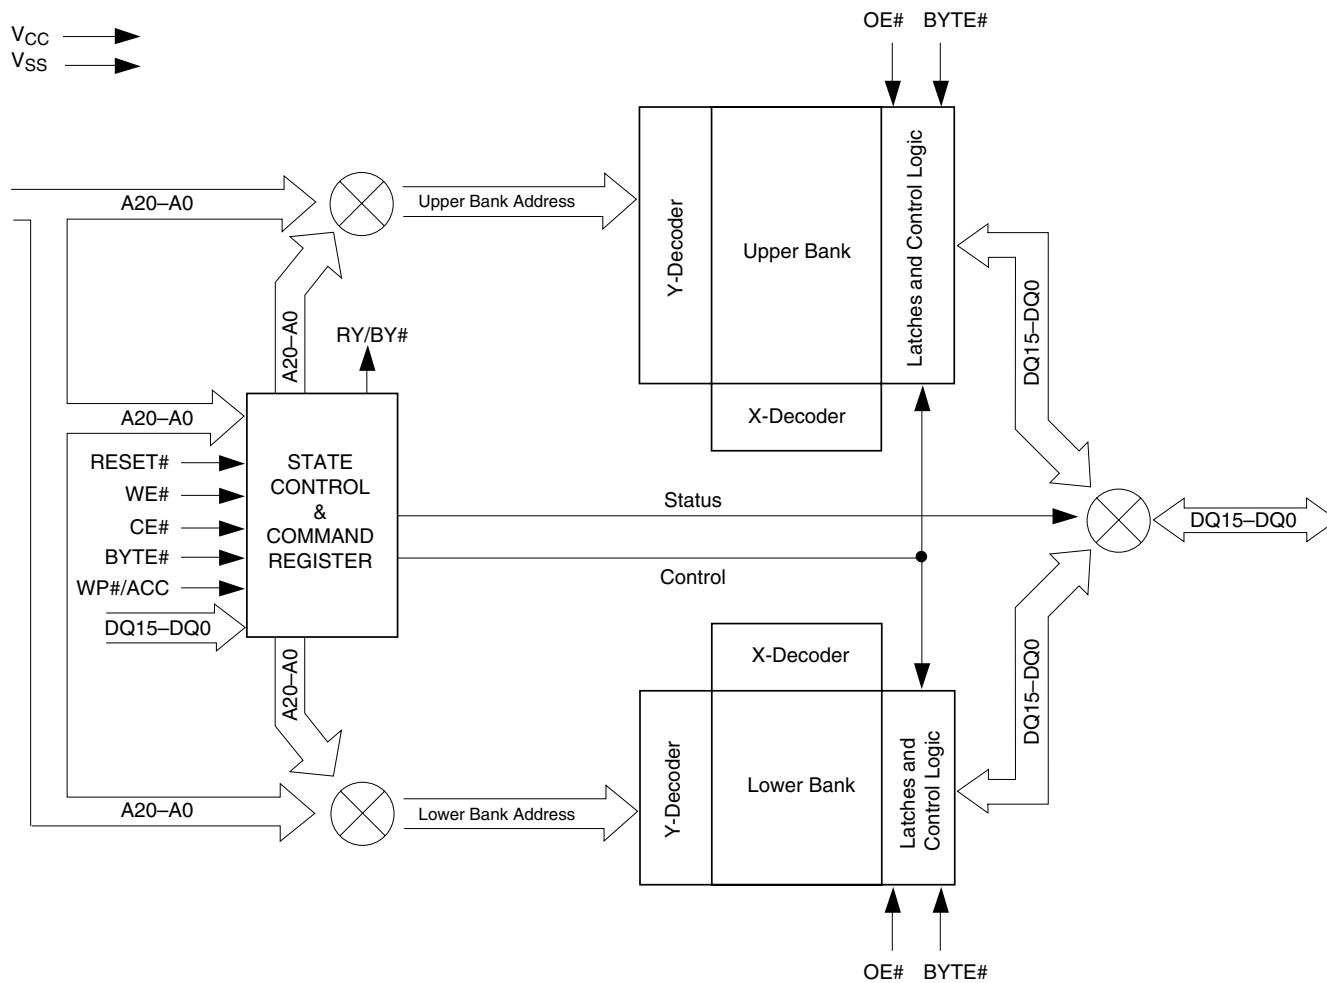 OE# BYTE#
VCC
VSS
A20–A0
Upper Bank Address
Y-Decoder
Upper Bank
Latches and Control Logic
X-Decoder
DQ15–DQ0
A20–A0
RY/BY#
A20–A0
RESET#
WE#
CE#
BYTE#
WP#/ACC
DQ15–DQ0
STATE
CONTROL
&
COMMAND
REGISTER
Status
Control
DQ15–DQ0
A20–A0
X-Decoder
Y-Decoder
Lower Bank
Latches and
Control Logic
DQ15–DQ0
A20–A0
Lower Bank Address
OE# BYTE#